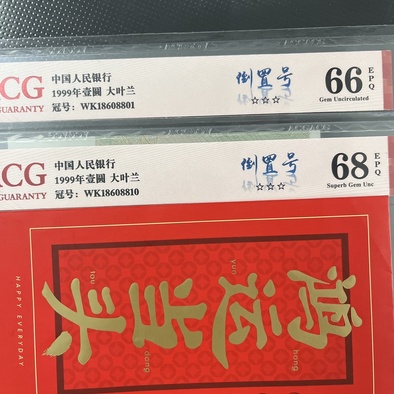 CG
GUARANTY
中国人民银行
1999年壹圆 大叶兰
冠号：WK18608801
倒置号
☆☆☆
66 EPQ
Gem Uncirculated
CG
GUARANTY
中国人民银行
1999年壹圆 大叶兰
冠号：WK18608810
倒置号
☆☆☆
68 EPQ
Superb Gem Unc
HAPPY EVERYDAY
鸿运当头
hong
yun
dang
tou